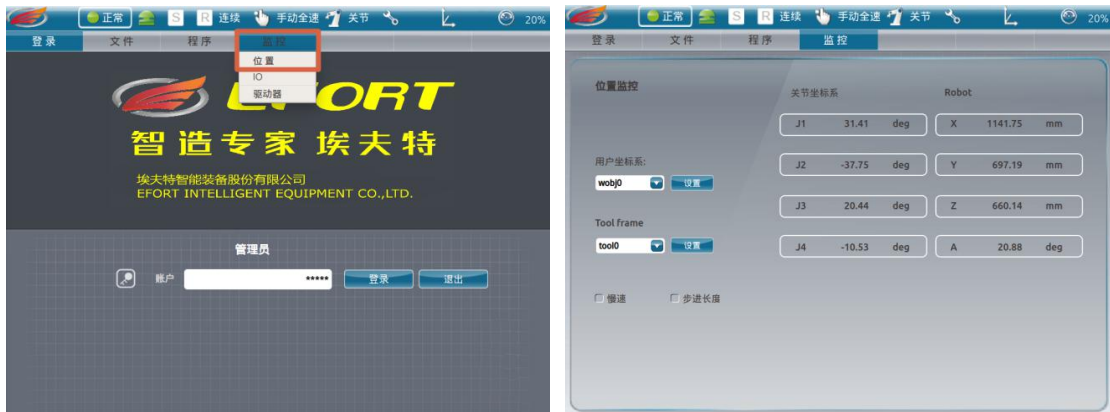 正常 S R 连续 手动全速 关节 20%
登录 文件 程序 监控
位置
IO
驱动器
EFORT
智造专家 埃夫特
埃夫特智能装备股份有限公司
EFORT INTELLIGENT EQUIPMENT CO.,LTD.
管理员
账户 ***** 登录 退出
正常 S R 连续 手动全速 关节 20%
登录 文件 程序 监控
位置监控 关节坐标系 Robot
J1 31.41 deg X 1141.75 mm
用户坐标系:
J2 -37.75 deg Y 697.19 mm
wobj0 设置
J3 20.44 deg Z 660.14 mm
Tool frame
tool0 设置 J4 -10.53 deg A 20.88 deg
慢速 步进长度